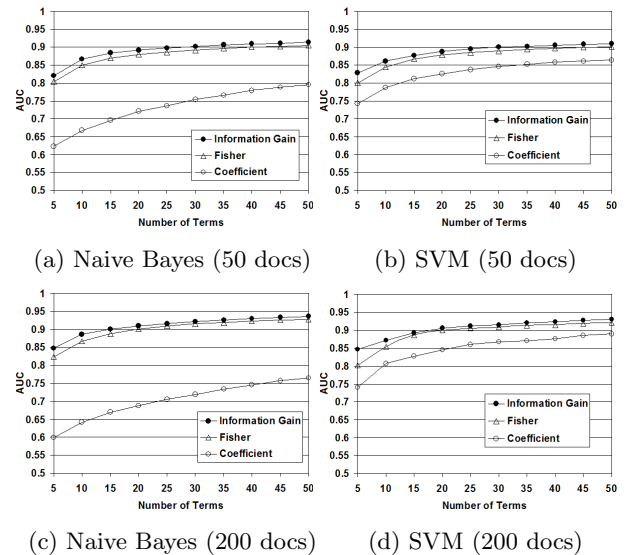 1
0.95
0.9
0.85
0.8
0.75
0.7
0.65
0.6
0.55
0.5
AUC
Information Gain
Fisher
Coefficient
5 10 15 20 25 30 35 40 45 50
Number of Terms
(a) Naive Bayes (50 docs)
1
0.95
0.9
0.85
0.8
0.75
0.7
0.65
0.6
0.55
0.5
AUC
Information Gain
Fisher
Coefficient
5 10 15 20 25 30 35 40 45 50
Number of Terms
(b) SVM (50 docs)
1
0.95
0.9
0.85
0.8
0.75
0.7
0.65
0.6
0.55
0.5
AUC
Information Gain
Fisher
Coefficient
5 10 15 20 25 30 35 40 45 50
Number of Terms
(c) Naive Bayes (200 docs)
1
0.95
0.9
0.85
0.8
0.75
0.7
0.65
0.6
0.55
0.5
AUC
Information Gain
Fisher
Coefficient
5 10 15 20 25 30 35 40 45 50
Number of Terms
(d) SVM (200 docs)